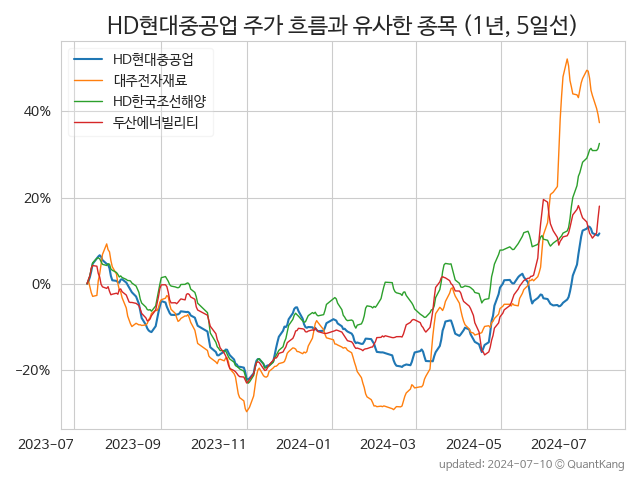 HD현대중공업 주가 흐름과 유사한 종목 (1년, 5일선)
HD현대중공업
대주전자재료
HD한국조선해양
두산에너빌리티
40%
20%
0%
−20%
2023-07
2023-09
2023-11
2024-01
2024-03
2024-05
2024-07
updated: 2024-07-10 © QuantKang